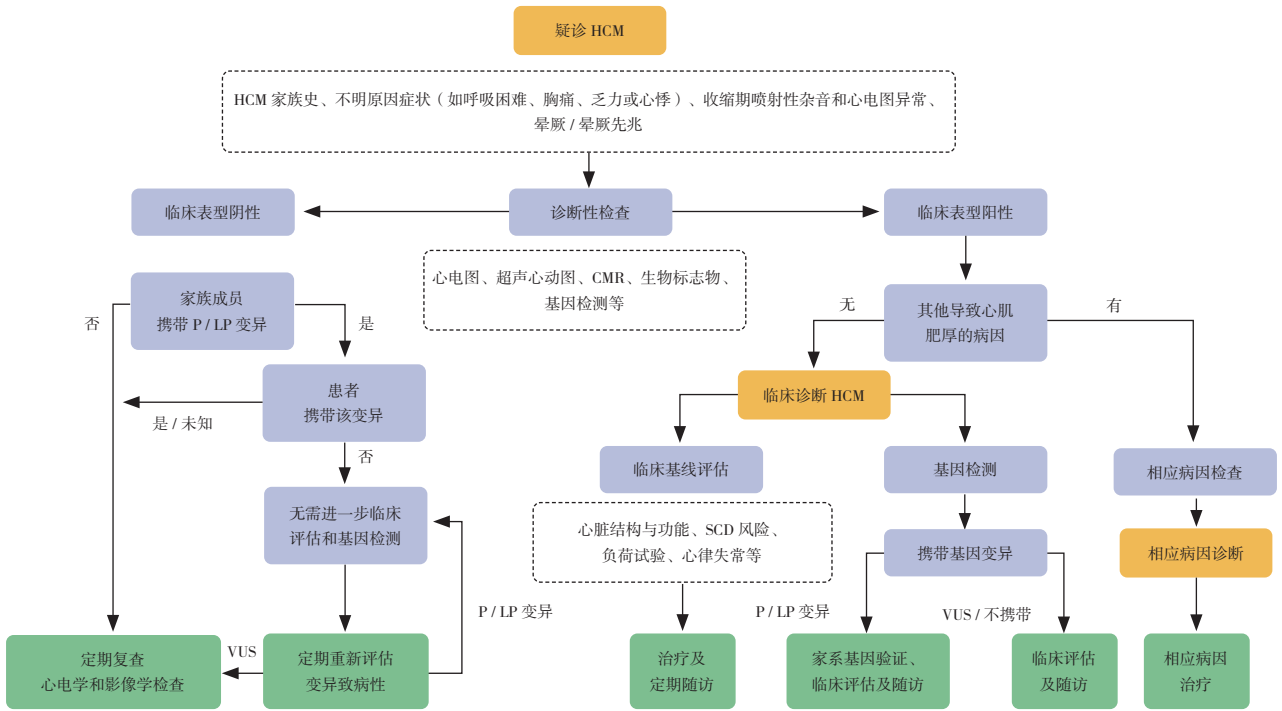 疑诊 HCM
HCM 家族史、不明原因症状（如呼吸困难、胸痛、乏力或心悸）、收缩期喷射性杂音和心电图异常、
晕厥 / 晕厥先兆
临床表型阴性
诊断性检查
临床表型阳性
心电图、超声心动图、CMR、生物标志物、
基因检测等
家族成员
携带 P / LP 变异
否
是
其他导致心肌
肥厚的病因
无
有
患者
携带该变异
是 / 未知
否
临床诊断 HCM
临床基线评估
基因检测
相应病因检查
无需进一步临床
评估和基因检测
心脏结构与功能、SCD 风险、
负荷试验、心律失常等
携带基因变异
相应病因诊断
P / LP 变异
P / LP 变异
VUS / 不携带
定期复查
心电学和影像学检查
VUS
定期重新评估
变异致病性
治疗及
定期随访
家系基因验证、
临床评估及随访
临床评估
及随访
相应病因
治疗